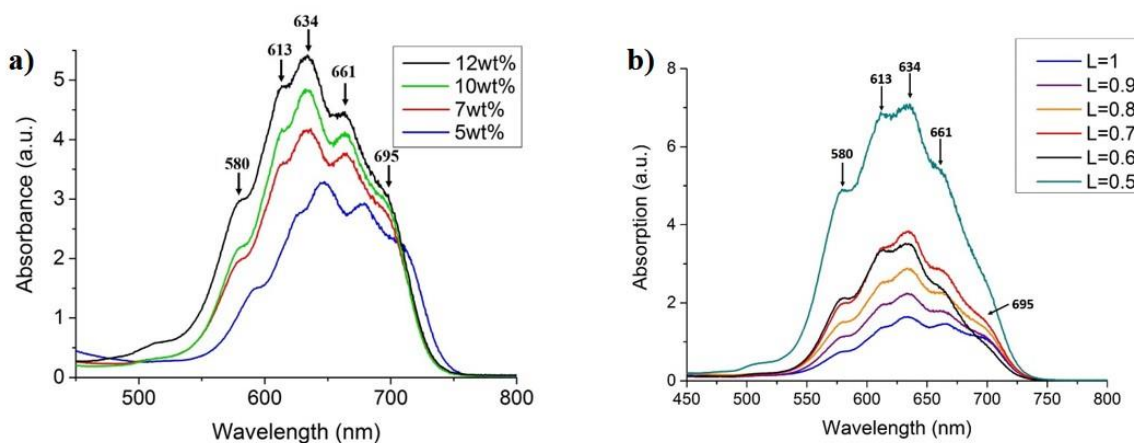 a)
Absorbance (a.u.)
5
4
3
2
1
0
500
600
700
800
Wavelength (nm)
580
613
634
661
695
12wt%
10wt%
7wt%
5wt%
b)
Absorption (a.u.)
8
6
4
2
0
450
500
550
600
650
700
750
800
Wavelength (nm)
580
613
634
661
695
L=1
L=0.9
L=0.8
L=0.7
L=0.6
L=0.5